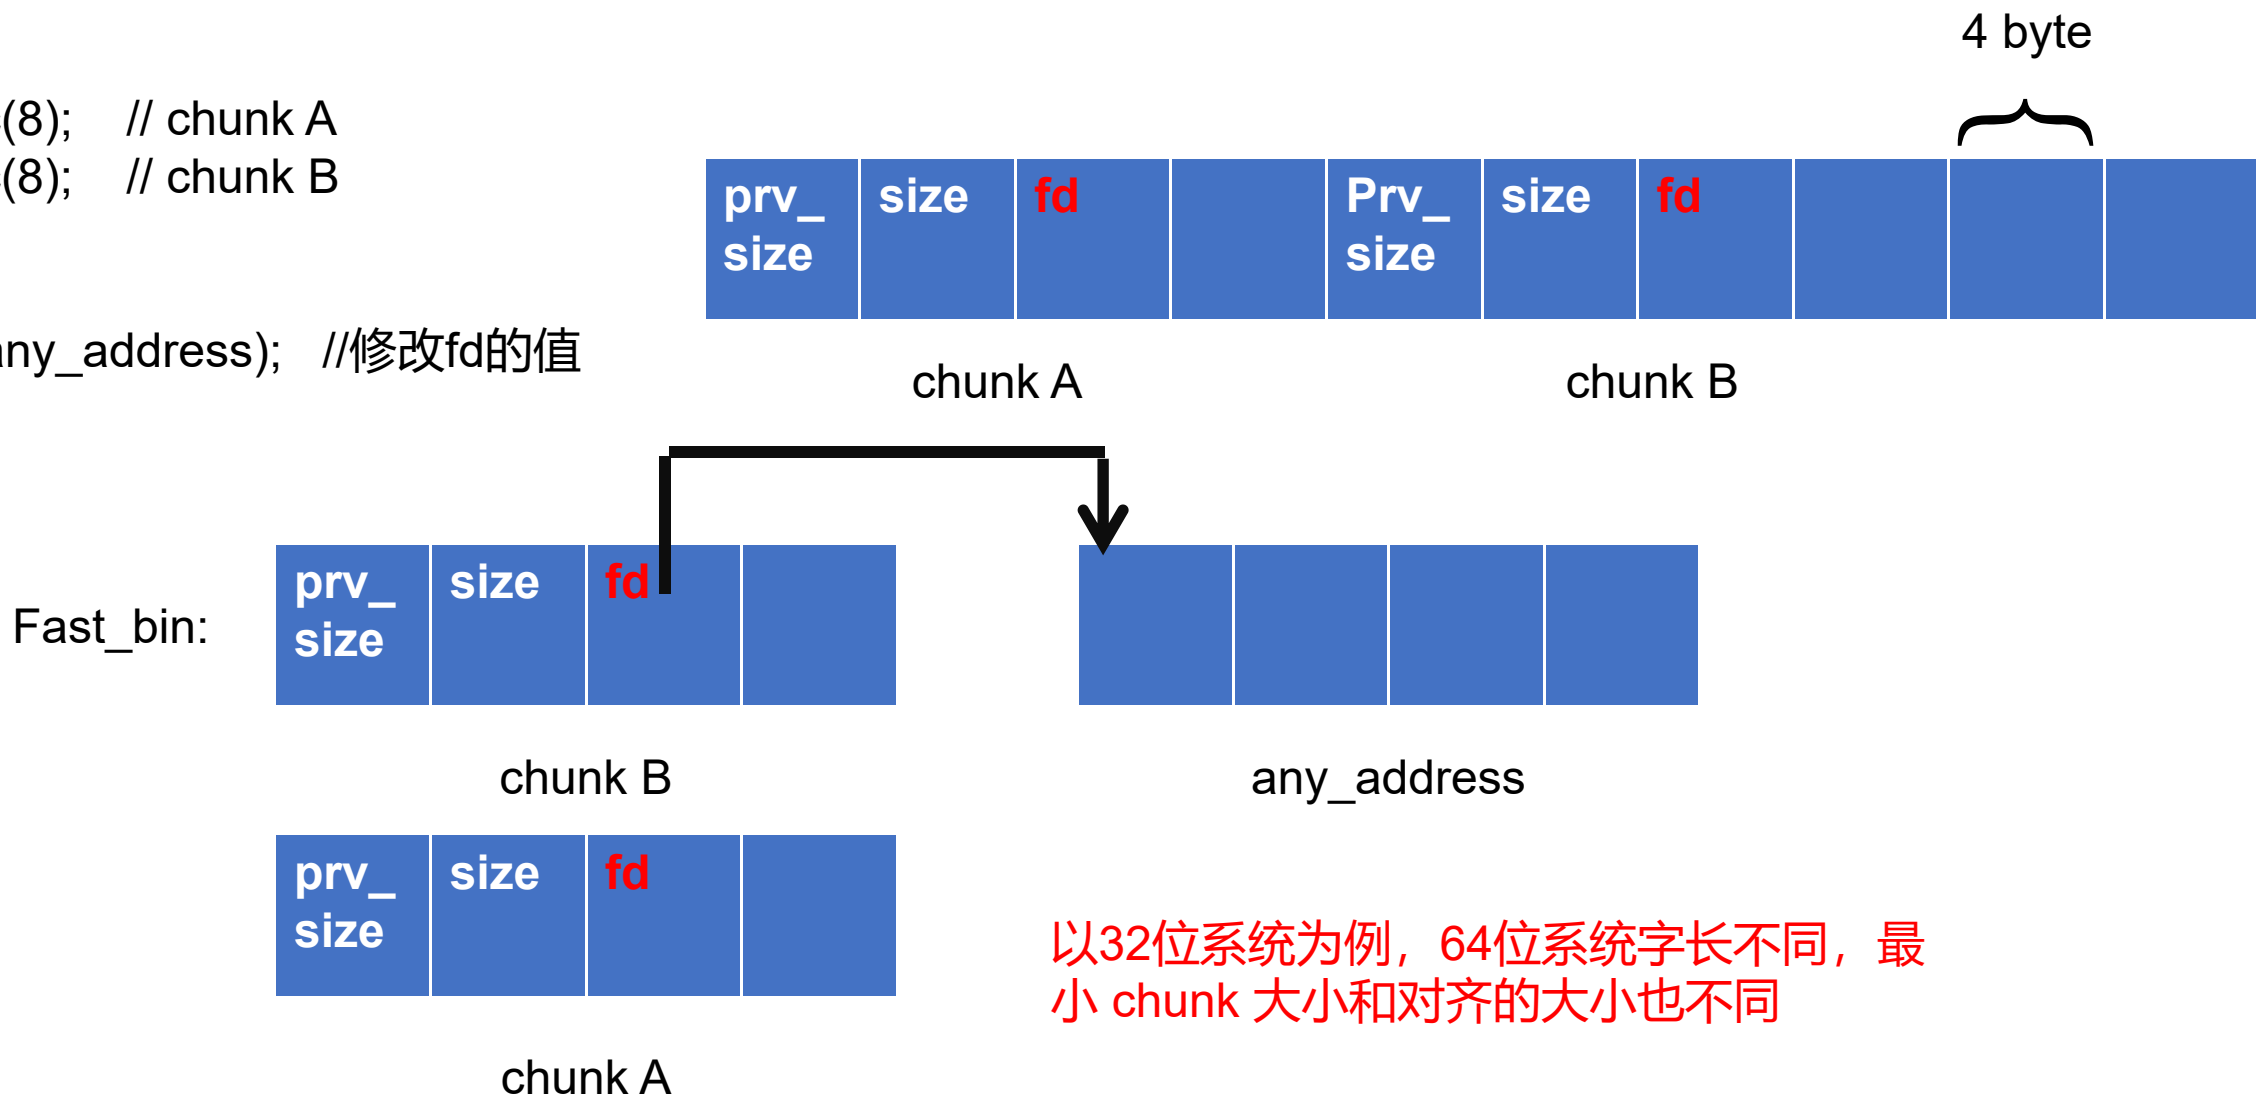 4 byte
(8); // chunk A
(8); // chunk B
prv_
size
size
fd
Prv_
size
size
fd
any_address); //修改fd的值
chunk A
chunk B
Fast_bin:
prv_
size
size
fd
chunk B
any_address
prv_
size
size
fd
以32位系统为例，64位系统字长不同，最
小 chunk 大小和对齐的大小也不同
chunk A